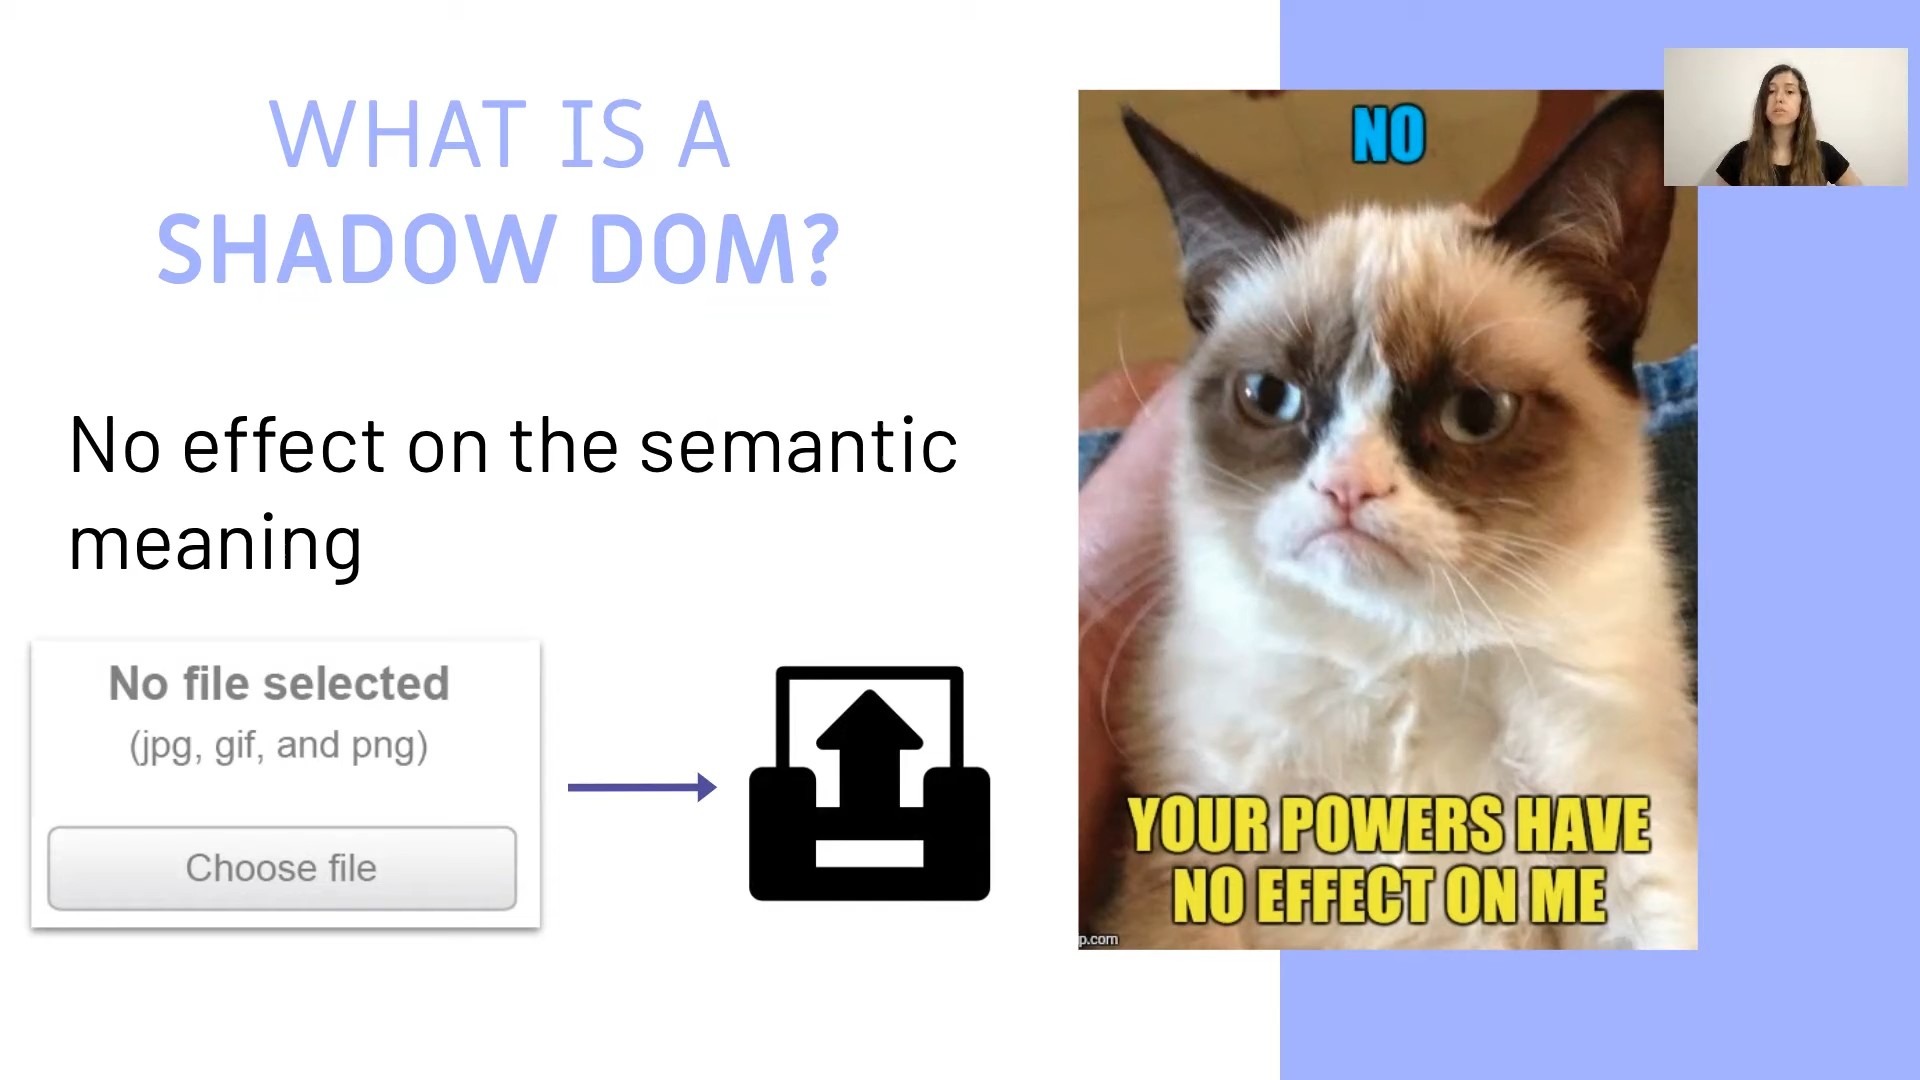 WHAT IS A
SHADOW DOM?
No effect on the semantic
meaning
No file selected
(jpg, gif, and png)
Choose file
NO
YOUR POWERS HAVE
NO EFFECT ON ME
p.com